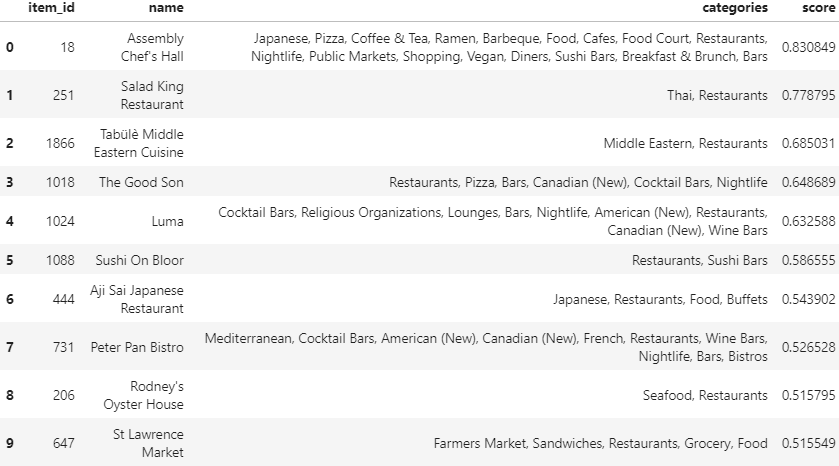 item_id name categories score
0 18 Assembly Chef's Hall Japanese, Pizza, Coffee & Tea, Ramen, Barbeque, Food, Cafes, Food Court, Restaurants, Nightlife, Public Markets, Shopping, Vegan, Diners, Sushi Bars, Breakfast & Brunch, Bars 0.830849
1 251 Salad King Restaurant Thai, Restaurants 0.778795
2 1866 Tabülè Middle Eastern Cuisine Middle Eastern, Restaurants 0.685031
3 1018 The Good Son Restaurants, Pizza, Bars, Canadian (New), Cocktail Bars, Nightlife 0.648689
4 1024 Luma Cocktail Bars, Religious Organizations, Lounges, Bars, Nightlife, American (New), Restaurants, Canadian (New), Wine Bars 0.632588
5 1088 Sushi On Bloor Restaurants, Sushi Bars 0.586555
6 444 Aji Sai Japanese Restaurant Japanese, Restaurants, Food, Buffets 0.543902
7 731 Peter Pan Bistro Mediterranean, Cocktail Bars, American (New), Canadian (New), French, Restaurants, Wine Bars, Nightlife, Bars, Bistros 0.526528
8 206 Rodney's Oyster House Seafood, Restaurants 0.515795
9 647 St Lawrence Market Farmers Market, Sandwiches, Restaurants, Grocery, Food 0.515549